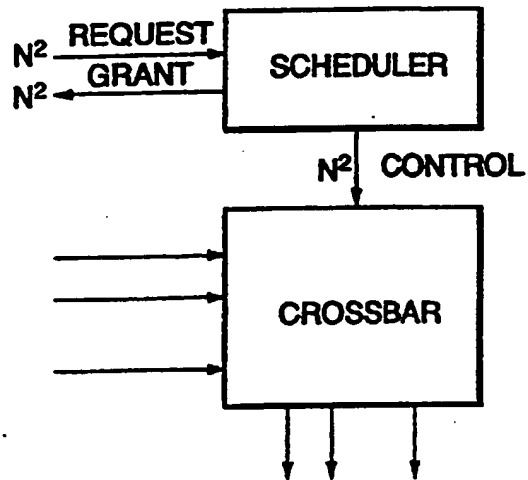 N² REQUEST
N² GRANT
SCHEDULER
N² CONTROL
CROSSBAR